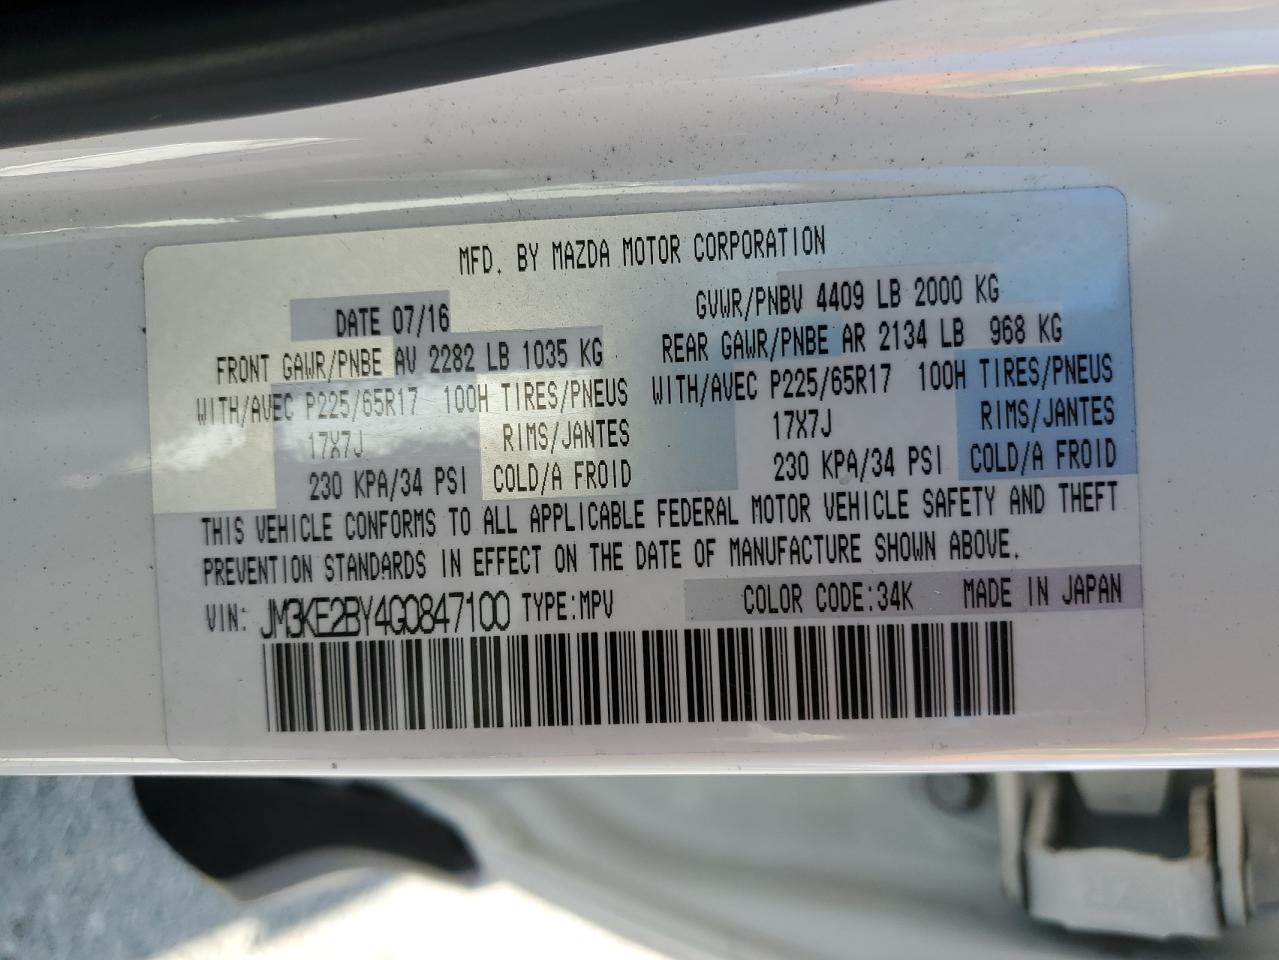 MFD. BY MAZDA MOTOR CORPORATION
DATE 07/16 GVWR/PNBV 4409 LB 2000 KG
FRONT GAWR/PNBE AV 2282 LB 1035 KG REAR GAWR/PNBE AR 2134 LB 968 KG
WITH/AVEC P225/65R17 100H TIRES/PNEUS WITH/AVEC P225/65R17 100H TIRES/PNEUS
17X7J RIMS/JANTES 17X7J RIMS/JANTES
230 KPA/34 PSI COLD/A FROID 230 KPA/34 PSI COLD/A FROID
THIS VEHICLE CONFORMS TO ALL APPLICABLE FEDERAL MOTOR VEHICLE SAFETY AND THEFT
PREVENTION STANDARDS IN EFFECT ON THE DATE OF MANUFACTURE SHOWN ABOVE.
VIN: JM3KE2BY4G0847100 TYPE:MPV COLOR CODE:34K MADE IN JAPAN